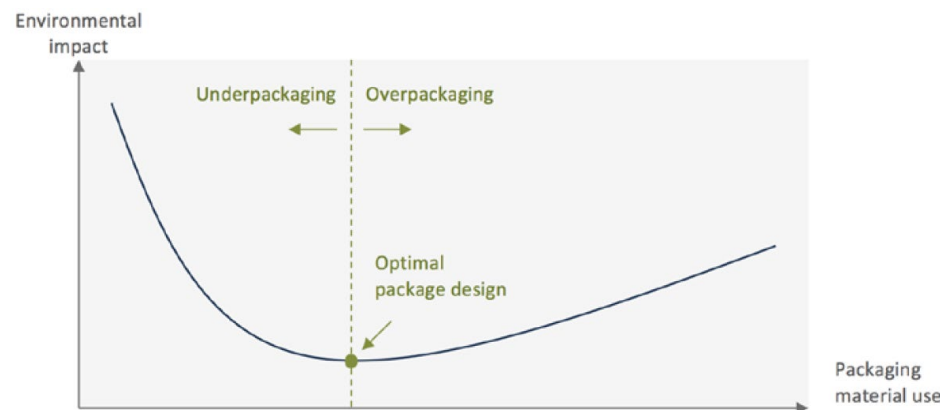 Environmental
impact
Underpackaging
Overpackaging
Optimal
package design
Packaging
material use